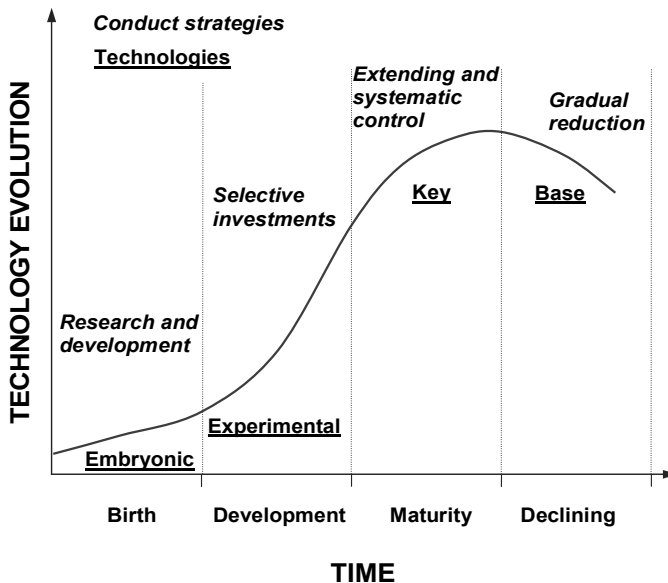 Conduct strategies
Technologies
TECHNOLOGY EVOLUTION
Extending and
systematic
control
Gradual
reduction
Selective
investments
Key
Base
Research and
development
Experimental
Embryonic
Birth
Development
Maturity
Declining
TIME